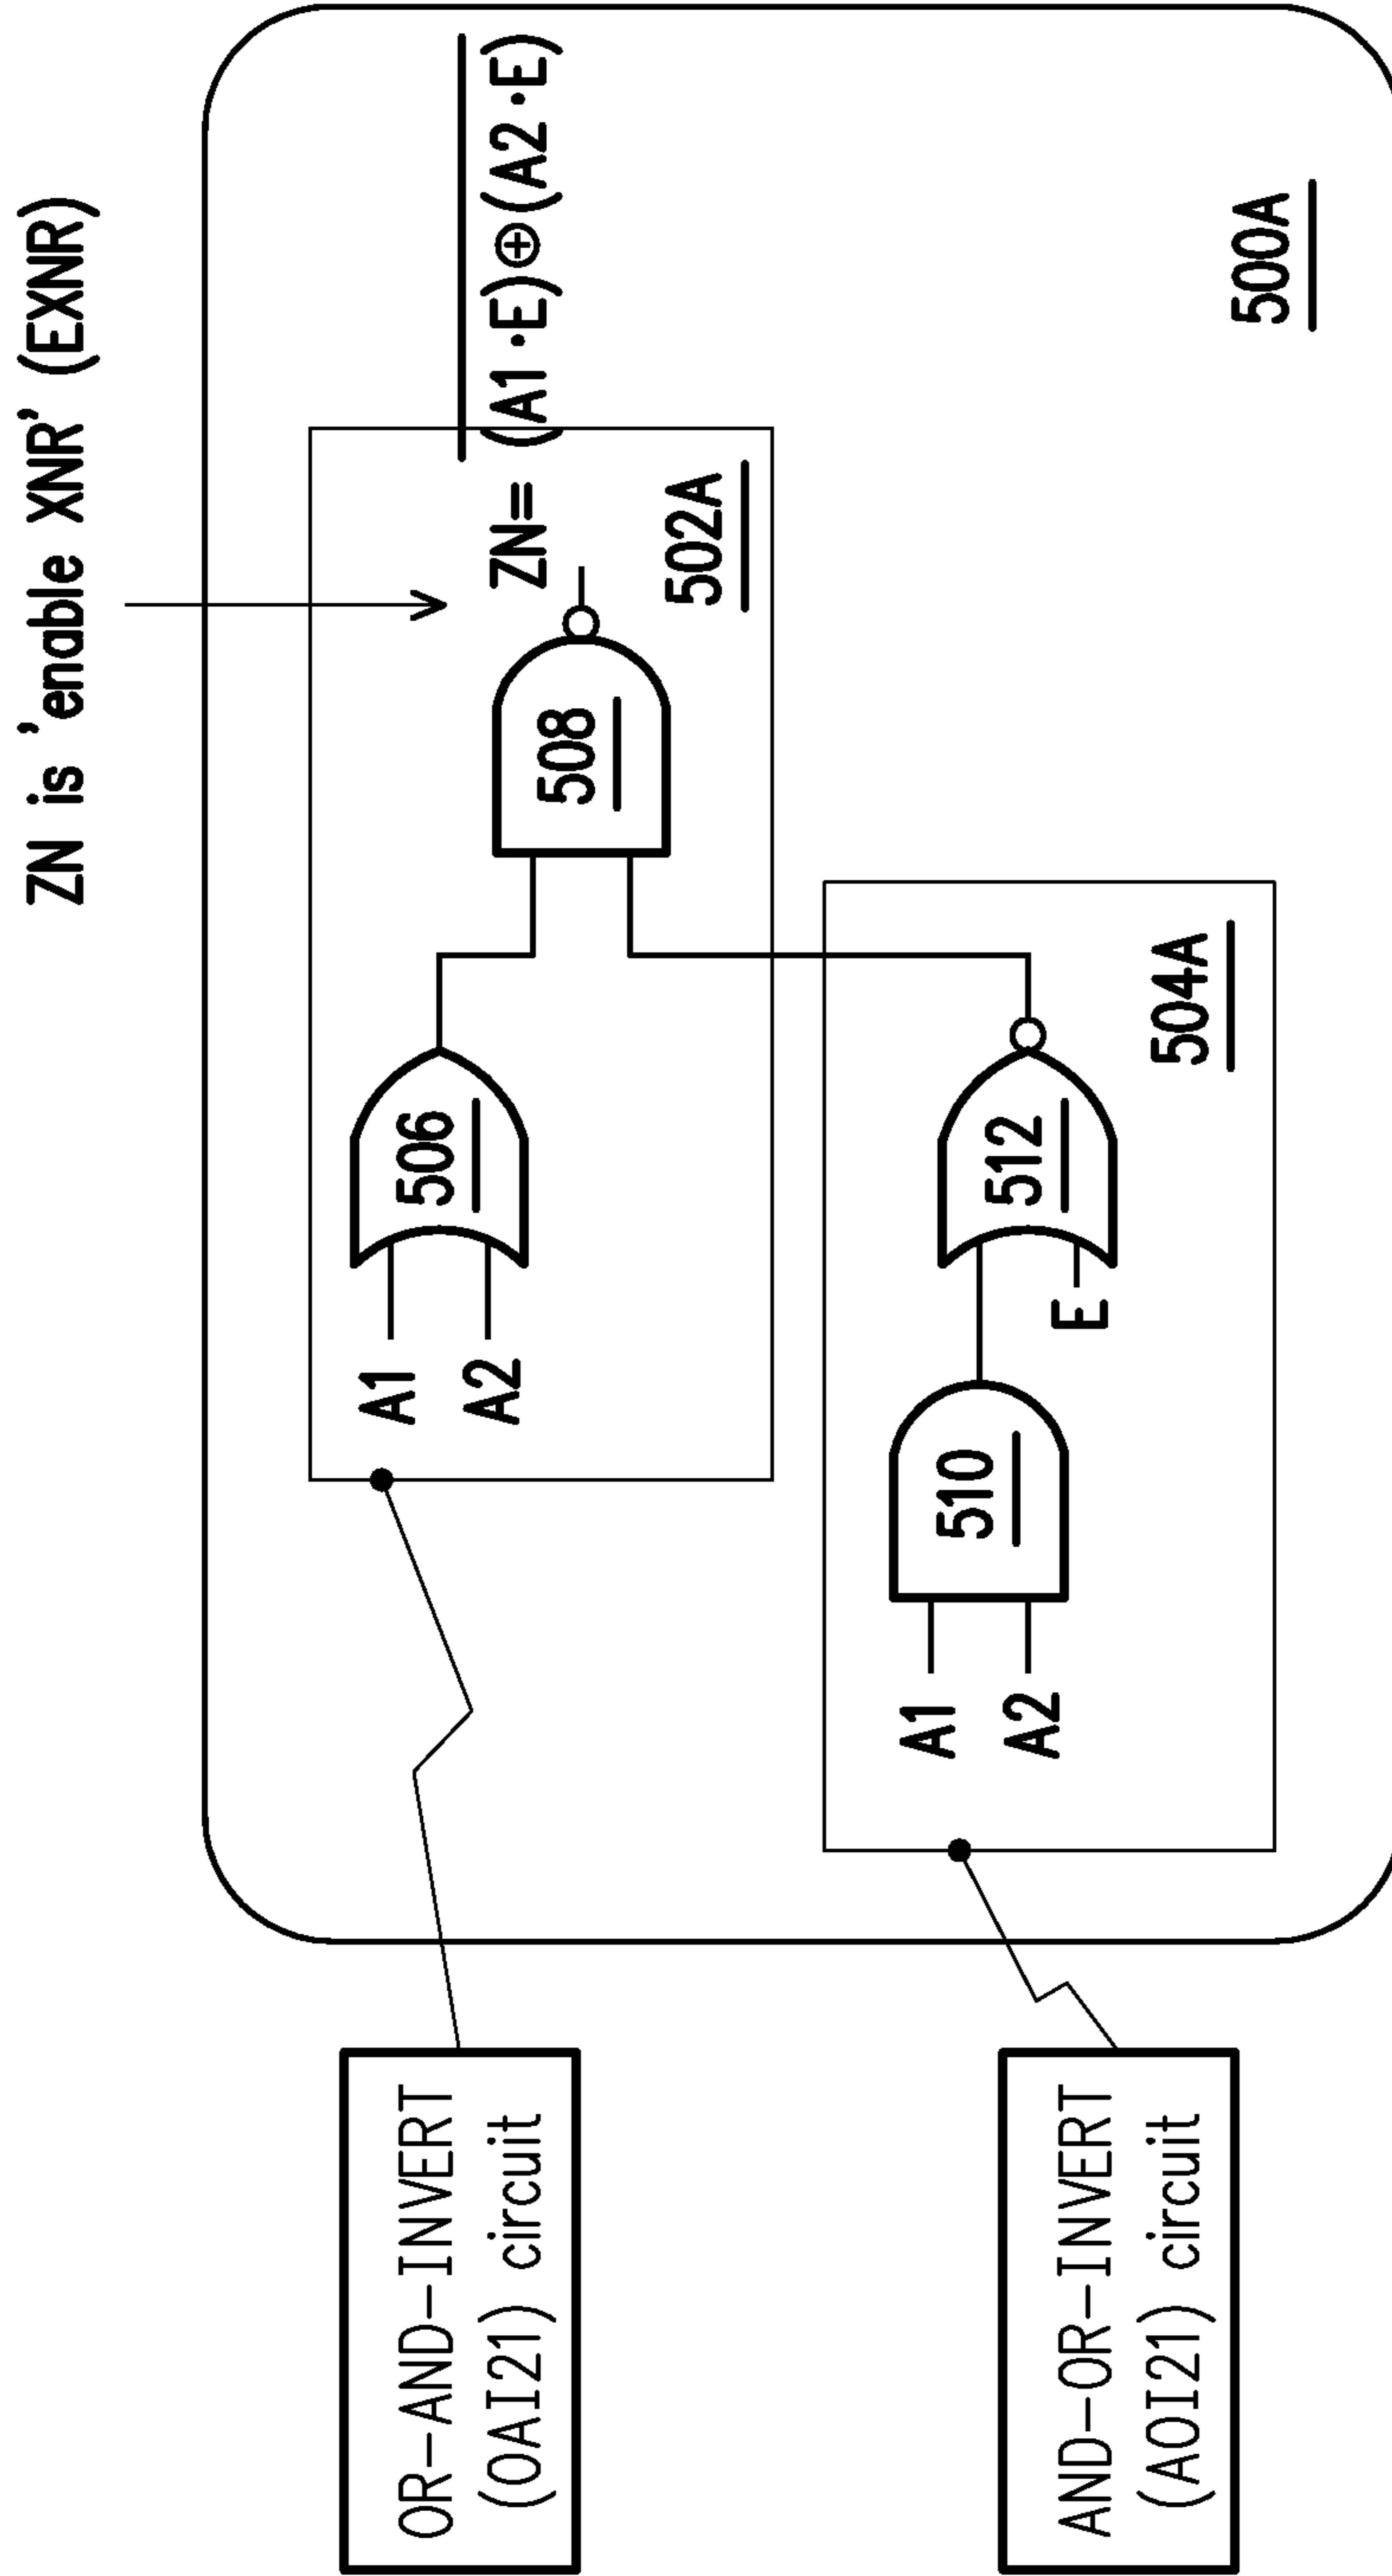 ZN is 'enable XNR' (EXNR)
ZN= (A1·E)⊕(A2·E)
A1
A2
506
508
502A
A1
A2
510
E
512
504A
500A
OR-AND-INVERT
(OAI21) circuit
AND-OR-INVERT
(AOI21) circuit